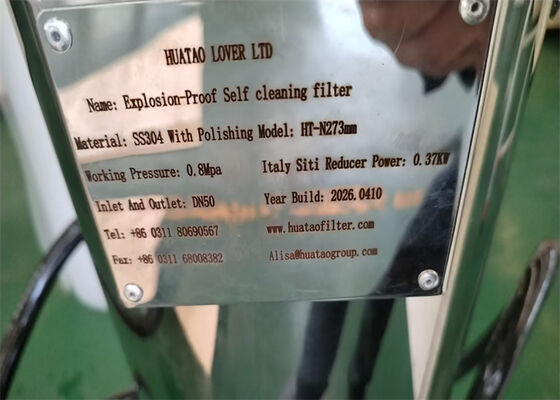 HUATAO LOVER LTD
Name: Explosion-Proof Self cleaning filter
Material: SS304 With Polishing Model: HT-N273mm
Working Pressure: 0.8Mpa Italy Siti Reducer Power: 0.37KW
Inlet And Outlet: DN50 Year Build: 2026.0410
Tel: +86 0311 80690567 www.huataofilter.com
Fax: +86 0311 68008382 Alisa@huataogroup.com